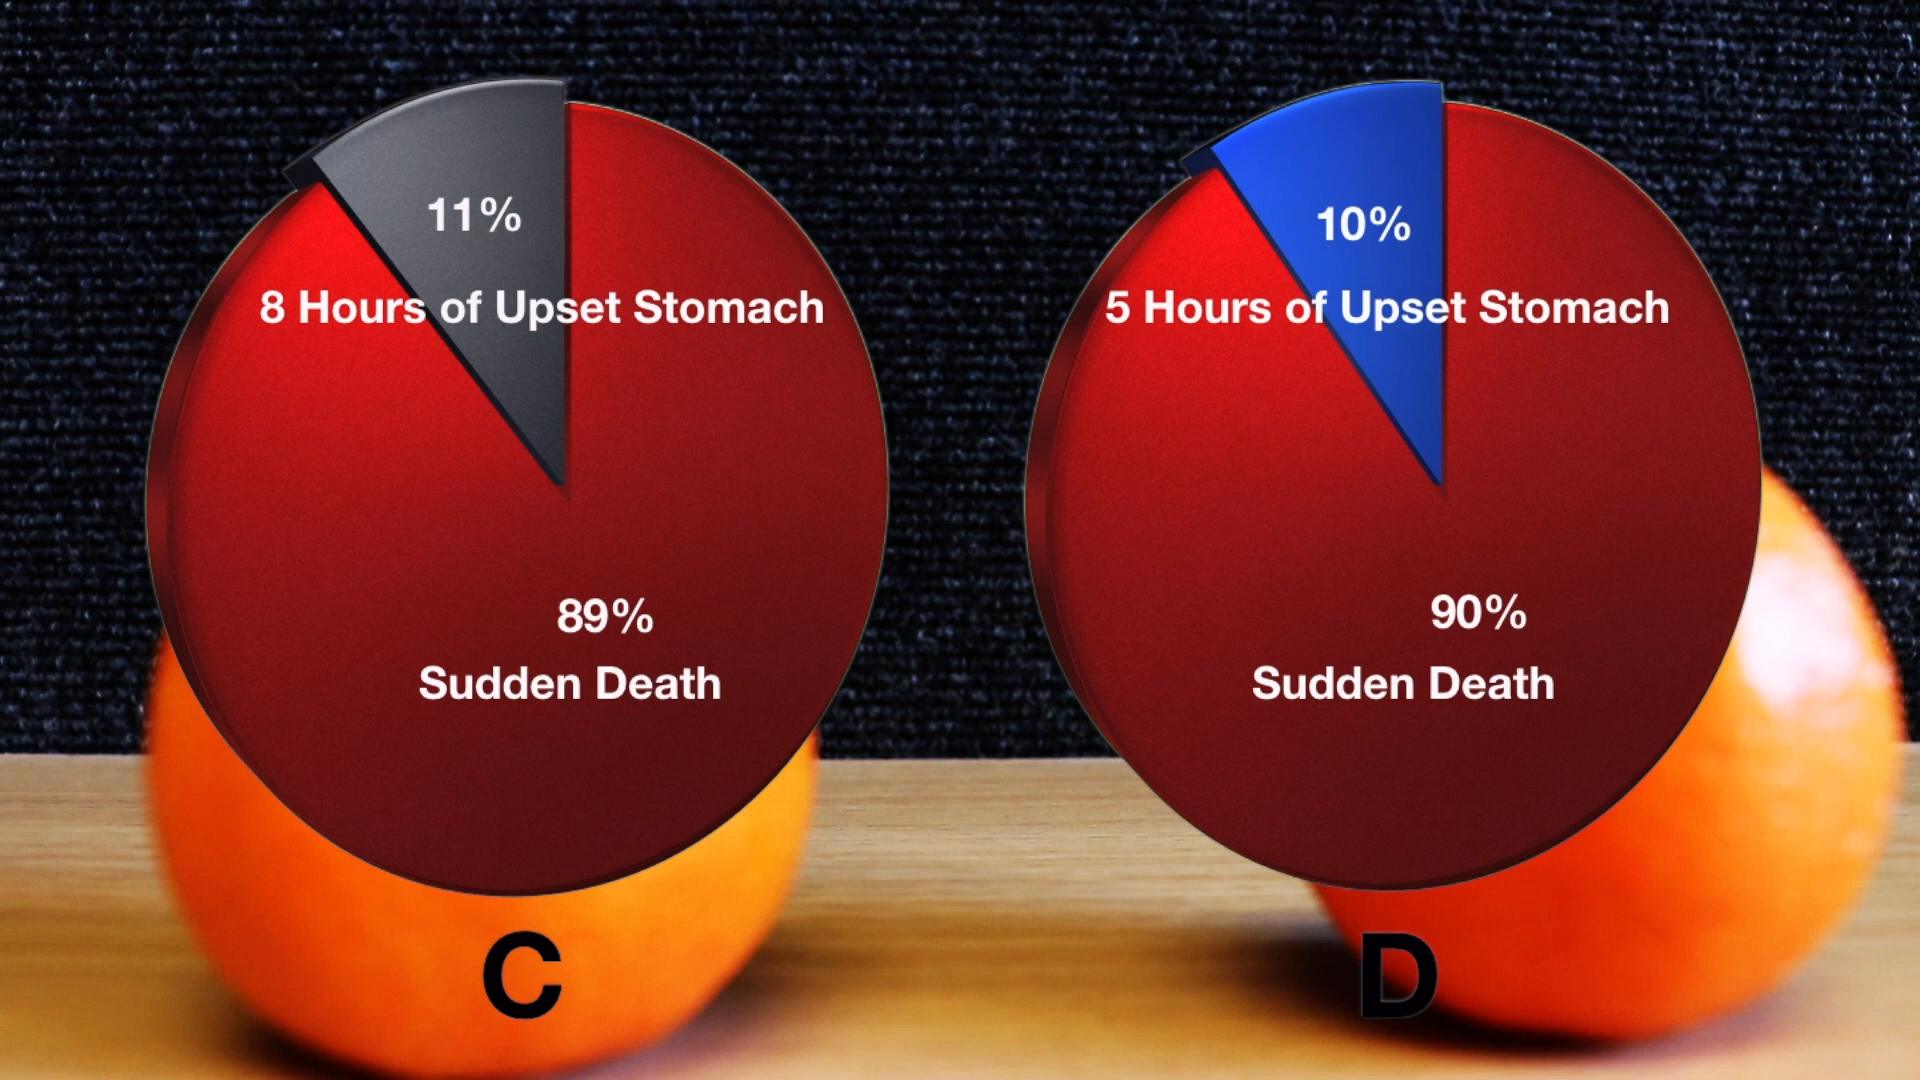 11%
8 Hours of Upset Stomach
89%
Sudden Death
C
10%
5 Hours of Upset Stomach
90%
Sudden Death
D